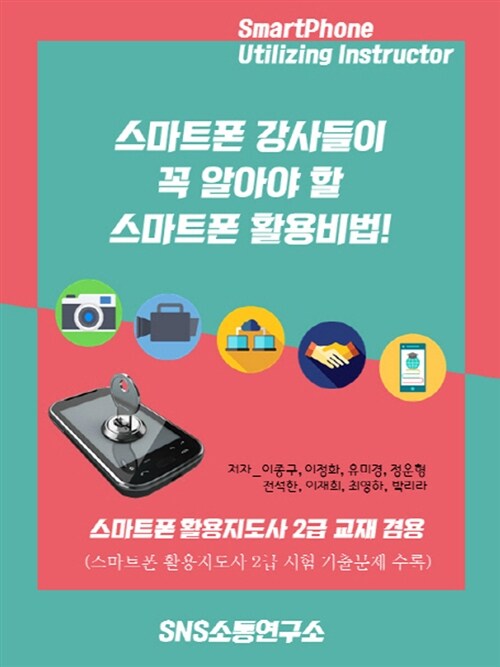 SmartPhone
Utilizing Instructor
스마트폰 강사들이
꼭 알아야 할
스마트폰 활용비법!
저자_이종구, 이정화, 유미경, 정운형
전석한, 이재희, 최영하, 박리라
스마트폰 활용지도사 2급 교재 겸용
(스마트폰 활용지도사 2급 시험 기출문제 수록)
SNS소통연구소